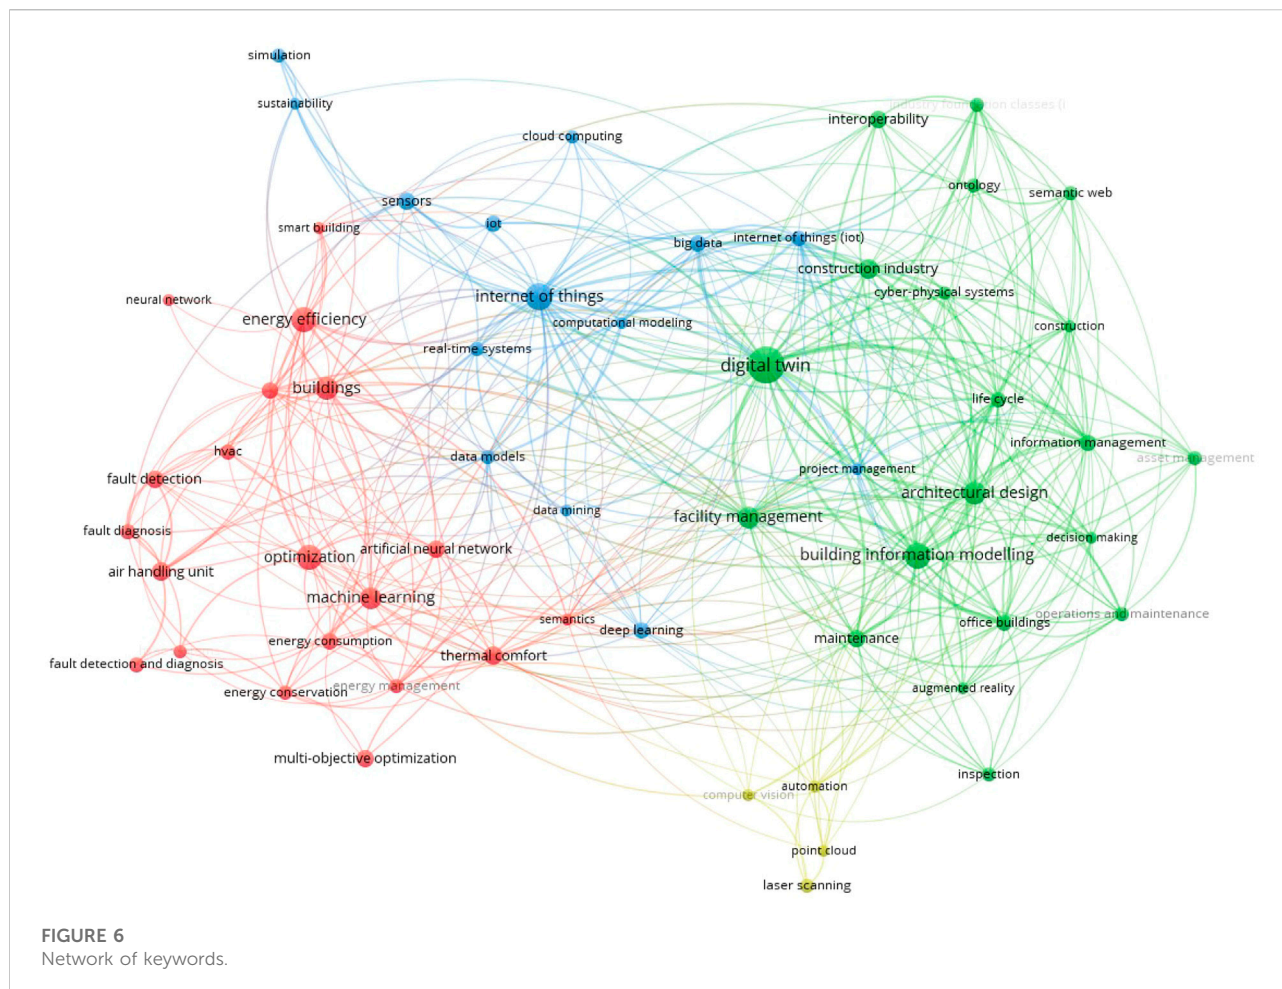 simulation
sustainability
industry foundation classes (i
interoperability
cloud computing
ontology
semantic web
sensors
smart building
iot
big data
internet of things (iot)
construction industry
cyber-physical systems
neural network
internet of things
energy efficiency
computational modeling
construction
real-time systems
digital twin
buildings
life cycle
hvac
data models
information management
asset management
project management
fault detection
architectural design
data mining
facility management
fault diagnosis
decision making
optimization
artificial neural network
building information modelling
air handling unit
machine learning
semantics
deep learning
operations and maintenance
office buildings
energy consumption
maintenance
thermal comfort
fault detection and diagnosis
energy management
energy conservation
augmented reality
multi-objective optimization
inspection
automation
computer vision
point cloud
laser scanning
FIGURE 6
Network of keywords.